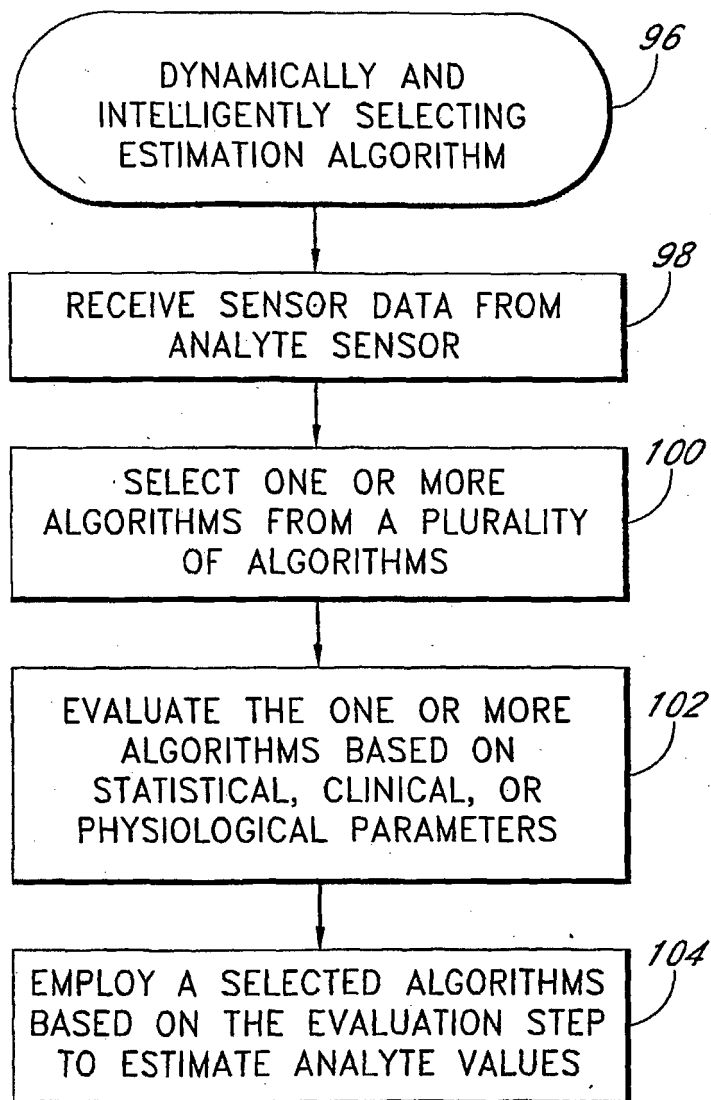 96
DYNAMICALLY AND
INTELLIGENTLY SELECTING
ESTIMATION ALGORITHM
98
RECEIVE SENSOR DATA FROM
ANALYTE SENSOR
100
SELECT ONE OR MORE
ALGORITHMS FROM A PLURALITY
OF ALGORITHMS
102
EVALUATE THE ONE OR MORE
ALGORITHMS BASED ON
STATISTICAL, CLINICAL, OR
PHYSIOLOGICAL PARAMETERS
104
EMPLOY A SELECTED ALGORITHMS
BASED ON THE EVALUATION STEP
TO ESTIMATE ANALYTE VALUES